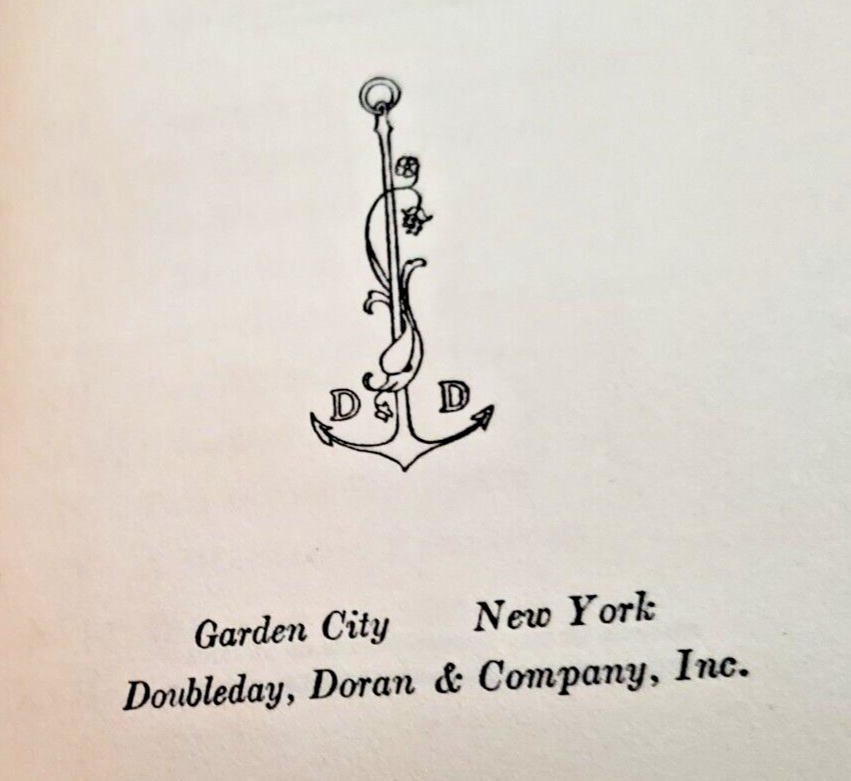 D D
Garden City New York
Doubleday, Doran & Company, Inc.